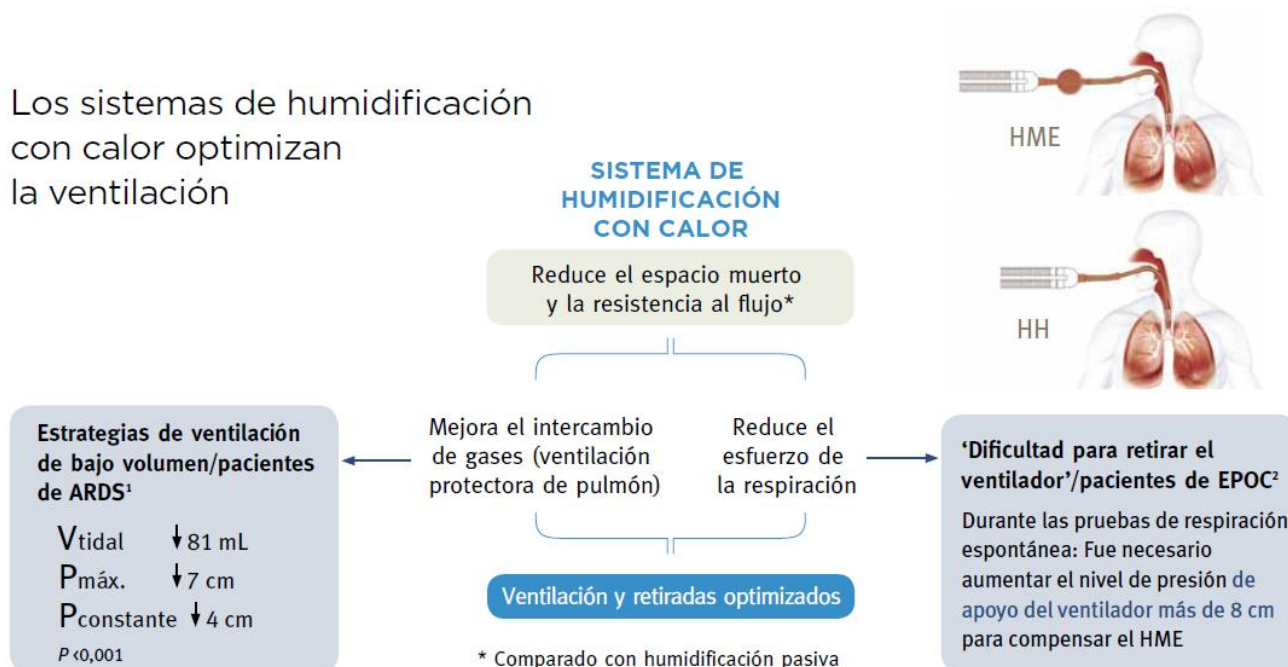 Los sistemas de humidificación
con calor optimizan
la ventilación
HME
HH
SISTEMA DE
HUMIDIFICACIÓN
CON CALOR
Reduce el espacio muerto
y la resistencia al flujo*
Mejora el intercambio
de gases (ventilación
protectora de pulmón)
Reduce el
esfuerzo de
la respiración
Estrategias de ventilación
de bajo volumen/pacientes
de ARDS¹
Vtidal ↓ 81 mL
Pmáx. ↓ 7 cm
Pconstante ↓ 4 cm
P <0,001
‘Dificultad para retirar el
ventilador’/pacientes de EPOC²
Durante las pruebas de respiración
espontánea: Fue necesario
aumentar el nivel de presión de
apoyo del ventilador más de 8 cm
para compensar el HME
Ventilación y retiradas optimizados
* Comparado con humidificación pasiva